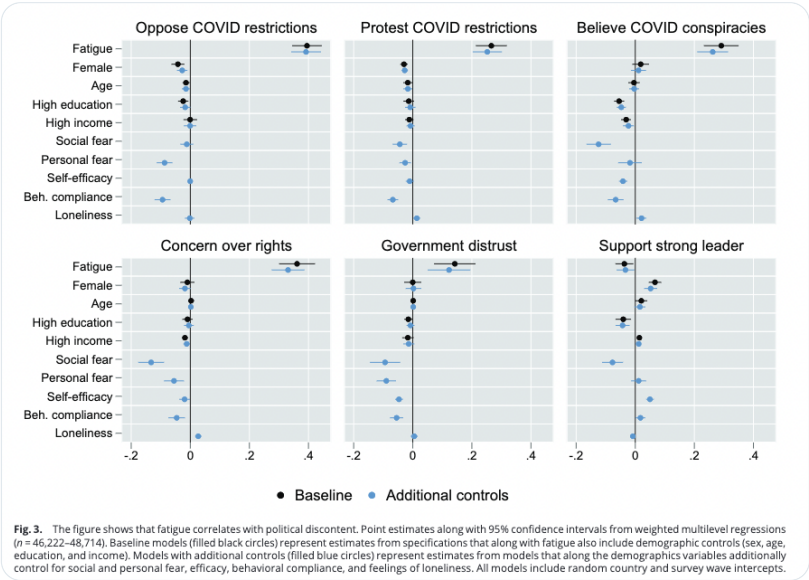 Oppose COVID restrictions
Protest COVID restrictions
Believe COVID conspiracies
Fatigue
Female
Age
High education
High income
Social fear
Personal fear
Self-efficacy
Beh. compliance
Loneliness
Concern over rights
Government distrust
Support strong leader
Fatigue
Female
Age
High education
High income
Social fear
Personal fear
Self-efficacy
Beh. compliance
Loneliness
-.2 0 .2 .4 -.2 0 .2 .4 -.2 0 .2 .4
Baseline Additional controls
Fig. 3. The figure shows that fatigue correlates with political discontent. Point estimates along with 95% confidence intervals from weighted multilevel regressions
(n = 46,222–48,714). Baseline models (filled black circles) represent estimates from specifications that along with fatigue also include demographic controls (sex, age,
education, and income). Models with additional controls (filled blue circles) represent estimates from models that along the demographics variables additionally
control for social and personal fear, efficacy, behavioral compliance, and feelings of loneliness. All models include random country and survey wave intercepts.